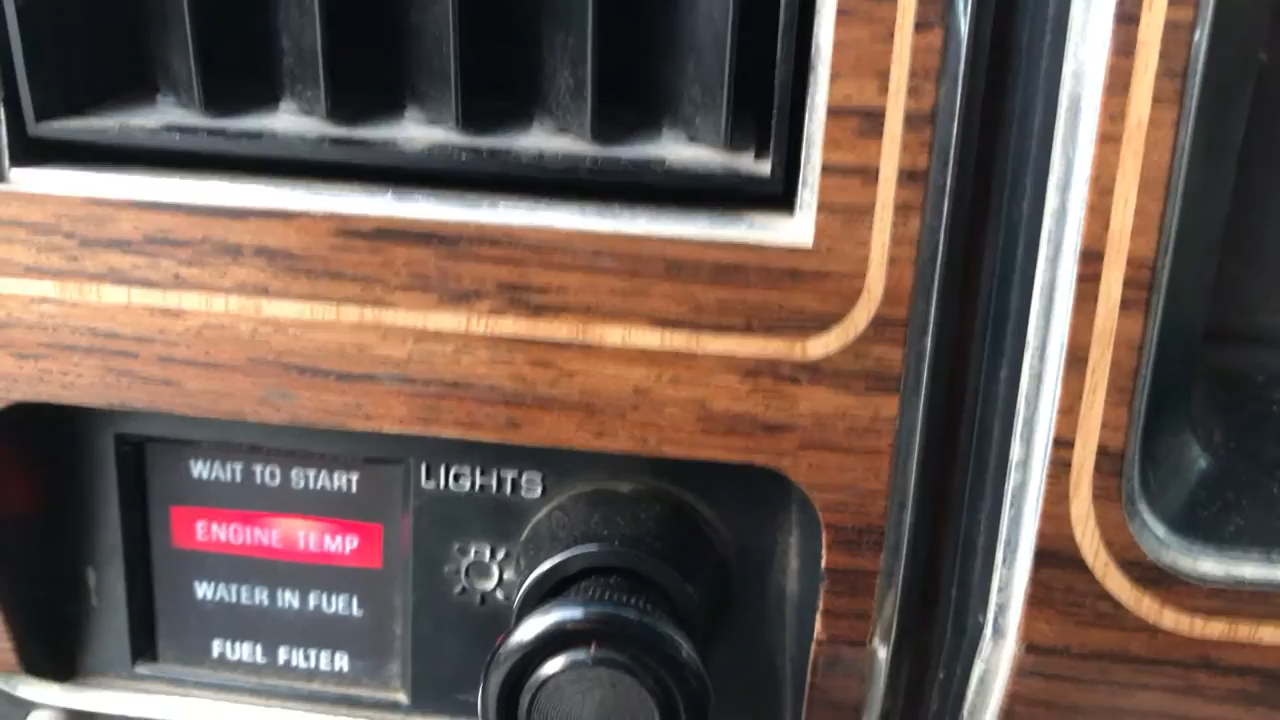 WAIT TO START
LIGHTS
ENGINE TEMP
WATER IN FUEL
FUEL FILTER